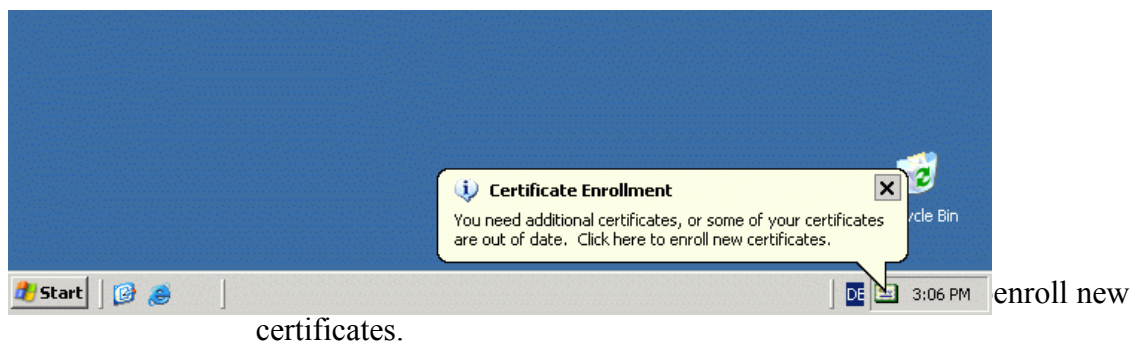 Certificate Enrollment
You need additional certificates, or some of your certificates
are out of date. Click here to enroll new certificates.
cycle Bin
Start
DE
3:06 PM
enroll new
certificates.